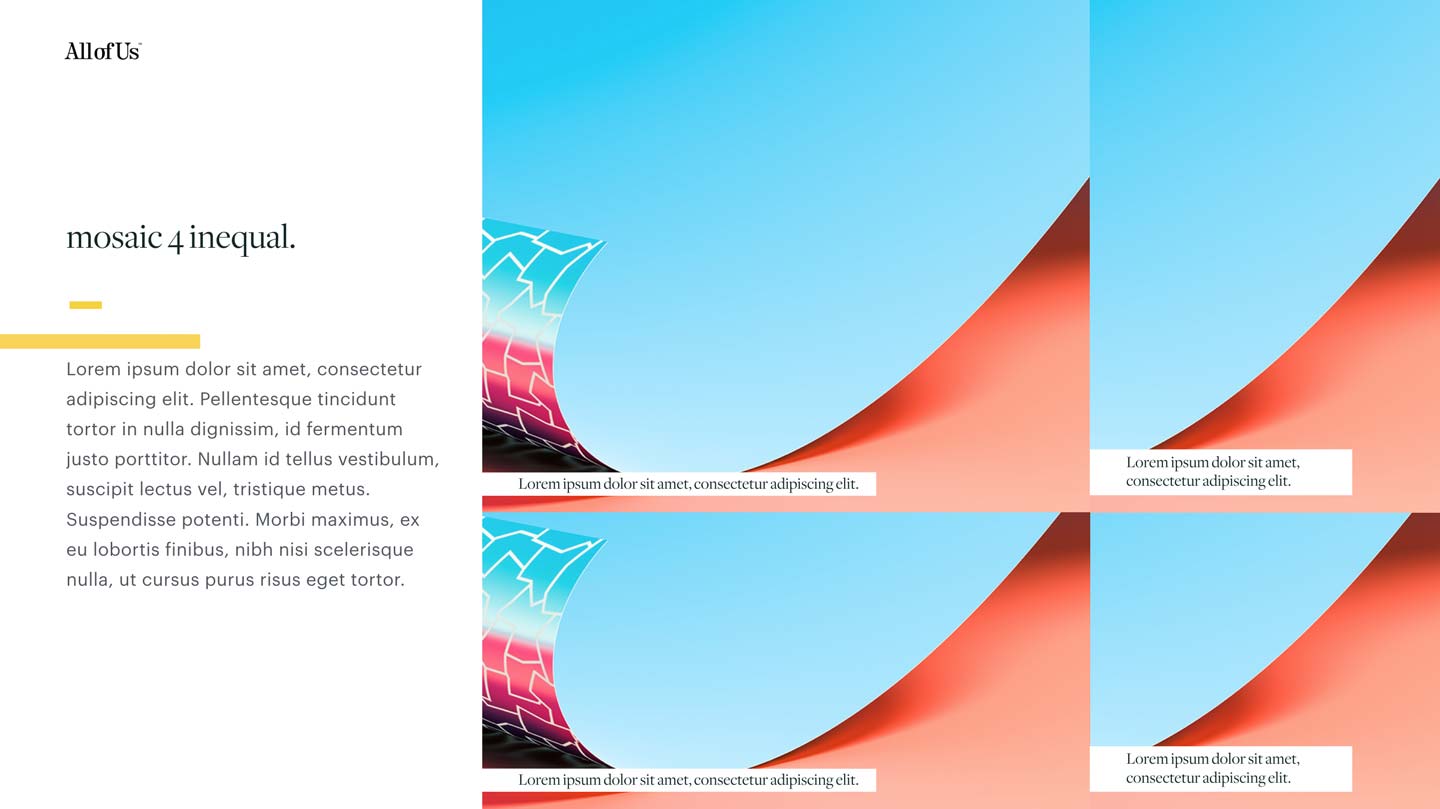 AllofUs™
mosaic 4 inequal.
Lorem ipsum dolor sit amet, consectetur
adipiscing elit. Pellentesque tincidunt
tortor in nulla dignissim, id fermentum
justo porttitor. Nullam id tellus vestibulum,
suscipit lectus vel, tristique metus.
Suspendisse potenti. Morbi maximus, ex
eu lobortis finibus, nibh nisi scelerisque
nulla, ut cursus purus risus eget tortor.
Lorem ipsum dolor sit amet, consectetur adipiscing elit.
Lorem ipsum dolor sit amet,
consectetur adipiscing elit.
Lorem ipsum dolor sit amet, consectetur adipiscing elit.
Lorem ipsum dolor sit amet,
consectetur adipiscing elit.